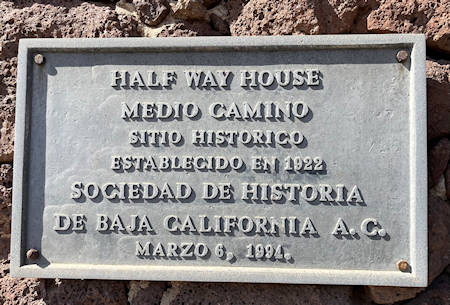 HALF WAY HOUSE
MEDIO CAMINO
SITIO HISTORICO
ESTABLECIDO EN 1922
SOCIEDAD DE HISTORIA
DE BAJA CALIFORNIA A. C.
MARZO 6, 1994.